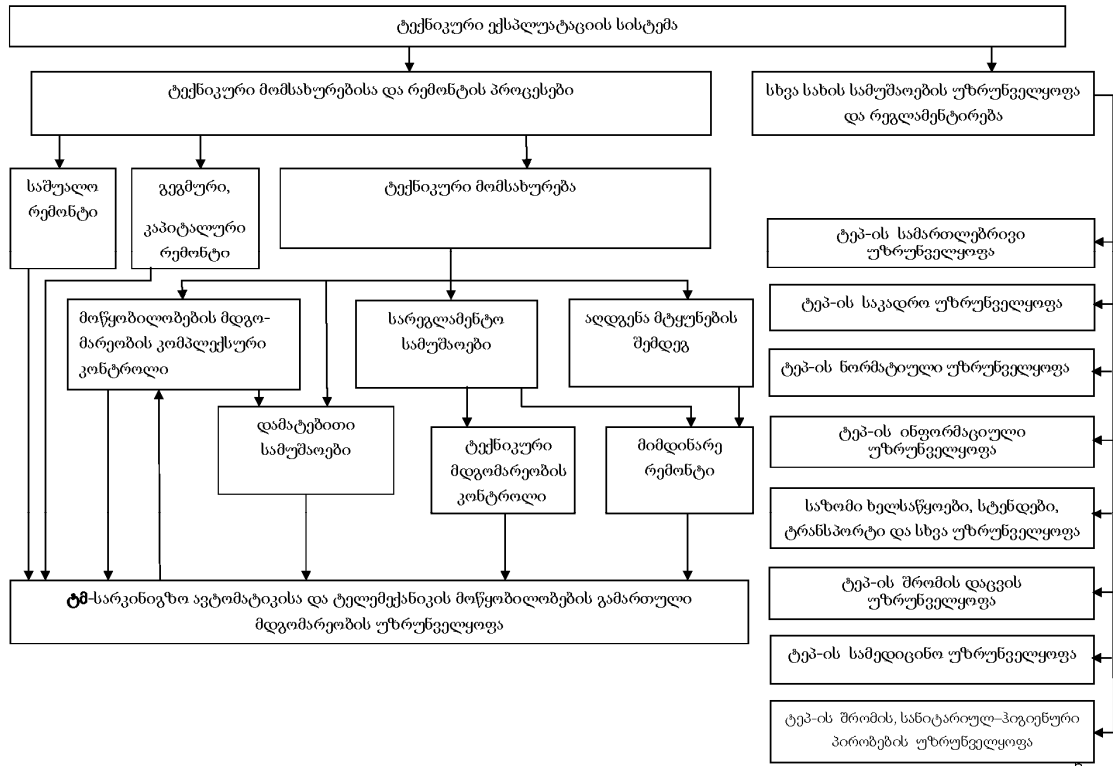 ტექნიკური ექსპლუატაციის სისტემა
ტექნიკური მომსახურებისა და რემონტის პროცესები
სხვა სახის სამუშაოების უზრუნველყოფა
და რეგლამენტირება
საშუალო
რემონტი
გეგმური,
კაპიტალური
რემონტი
ტექნიკური მომსახურება
მოწყობილობების მდგო-
მარეობის კომპლექსური
კონტროლი
სარეგლამენტო
სამუშაოები
აღდგენა მტყუნების
შემდეგ
დამატებითი
სამუშაოები
ტექნიკური
მდგომარეობის
კონტროლი
მიმდინარე
რემონტი
ტმ-სარკინიგზო ავტომატიკისა და ტელემექანიკის მოწყობილობების გამართული
მდგომარეობის უზრუნველყოფა
ტეპ-ის სამართლებრივი
უზრუნველყოფა
ტეპ-ის საკადრო უზრუნველყოფა
ტეპ-ის ნორმატიული უზრუნველყოფა
ტეპ-ის ინფორმაციული
უზრუნველყოფა
საზომი ხელსაწყოები, სტენდები,
ტრანსპორტი და სხვა უზრუნველყოფა
ტეპ-ის შრომის დაცვის
უზრუნველყოფა
ტეპ-ის სამედიცინო უზრუნველყოფა
ტეპ-ის შრომის, სანიტარიულ–ჰიგიენური
პირობების უზრუნველყოფა